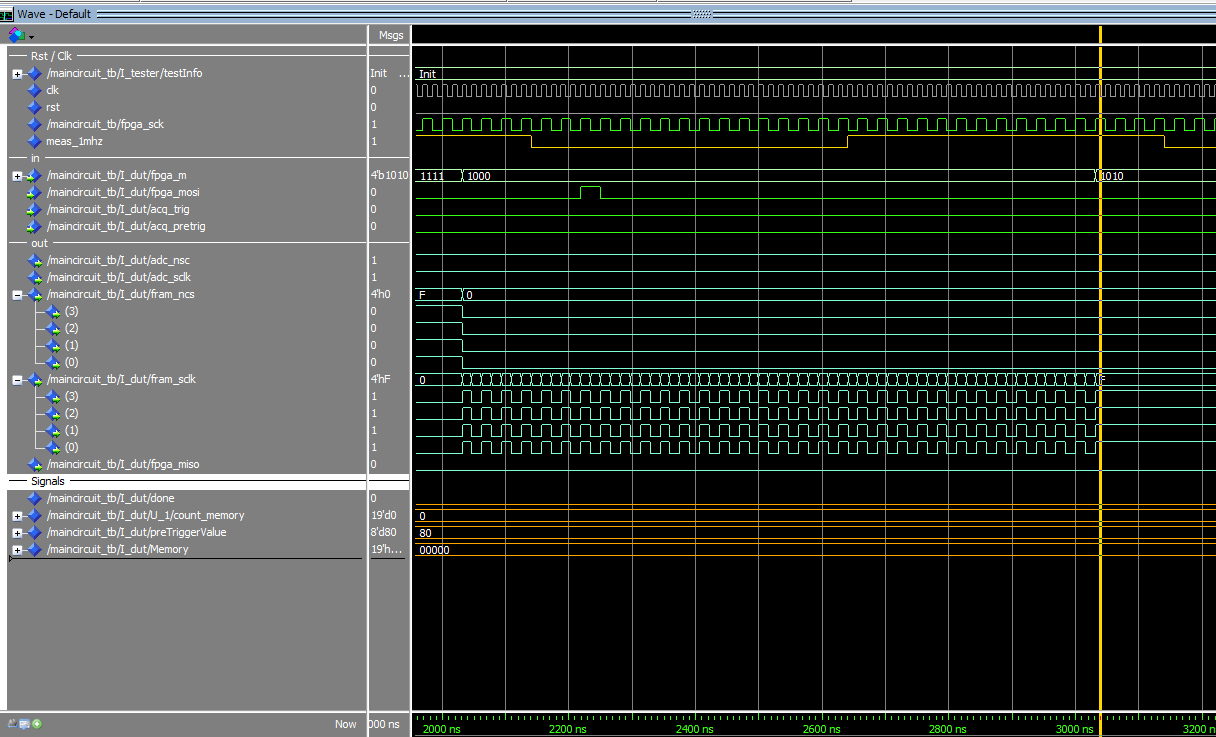 Wave - Default
Msgs
Rst / Clk
/maincircuit_tb/I_tester/testInfo Init ... Init
clk 0
rst 0
/maincircuit_tb/fpga_sck 1
meas_1mhz 1
in
/maincircuit_tb/I_dut/fpga_m 4'b1010 1111 1000 1010
/maincircuit_tb/I_dut/fpga_mosi 0
/maincircuit_tb/I_dut/acq_trig 0
/maincircuit_tb/I_dut/acq_pretrig 0
out
/maincircuit_tb/I_dut/adc_nsc 1
/maincircuit_tb/I_dut/adc_sclk 1
/maincircuit_tb/I_dut/fram_ncs 4'h0 F 0
(3) 0
(2) 0
(1) 0
(0) 0
/maincircuit_tb/I_dut/fram_sclk 4'hF 0 F
(3) 1
(2) 1
(1) 1
(0) 1
/maincircuit_tb/I_dut/fpga_miso 0
Signals
/maincircuit_tb/I_dut/done 0
/maincircuit_tb/I_dut/U_1/count_memory 19'd0 0
/maincircuit_tb/I_dut/preTriggerValue 8'd80 80
/maincircuit_tb/I_dut/Memory 19'h... 00000
Now 000 ns 2000 ns 2200 ns 2400 ns 2600 ns 2800 ns 3000 ns 3200 n